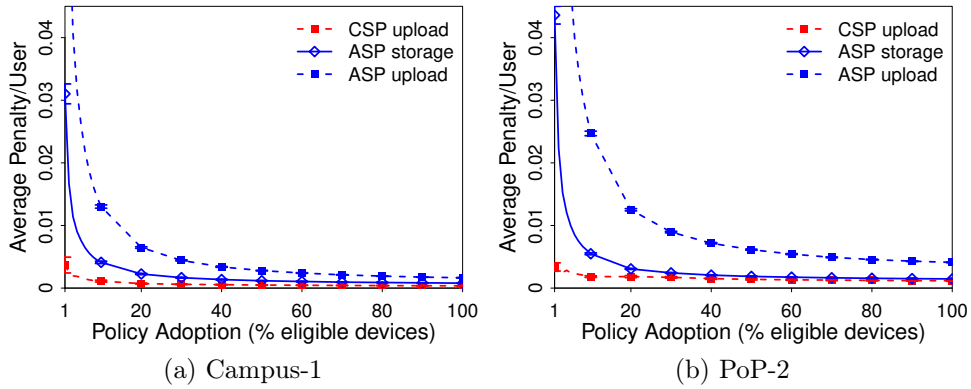 Average Penalty/User
0.04
0.03
0.02
0.01
0
CSP upload
ASP storage
ASP upload
1 20 40 60 80 100
Policy Adoption (% eligible devices)
(a) Campus-1
Average Penalty/User
0.04
0.03
0.02
0.01
0
CSP upload
ASP storage
ASP upload
1 20 40 60 80 100
Policy Adoption (% eligible devices)
(b) PoP-2